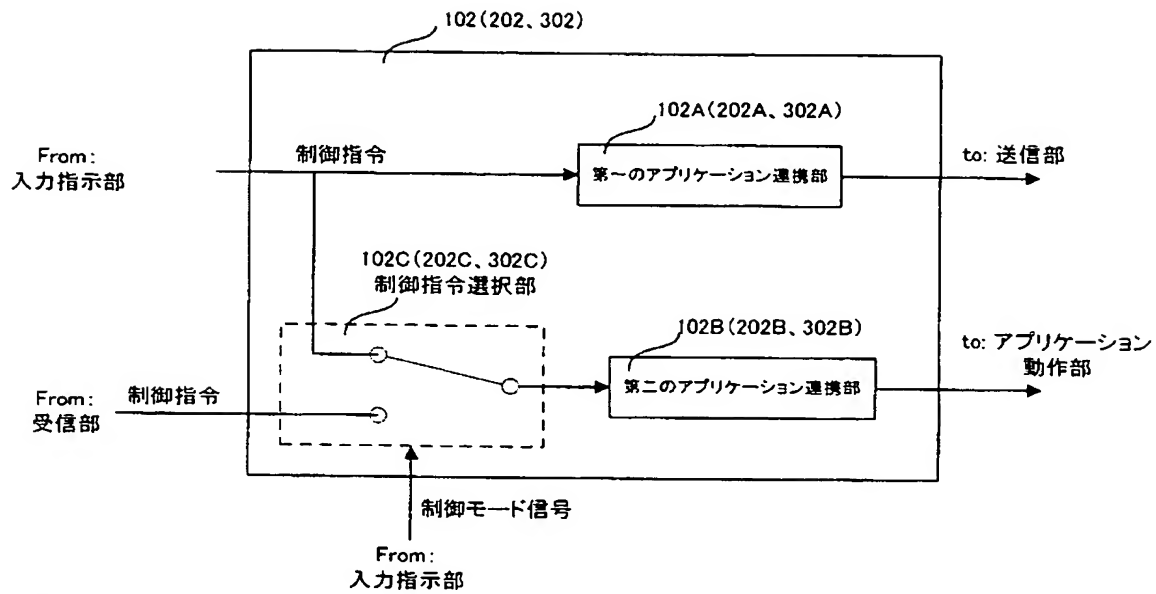 102(202、302)
102A(202A、302A)
From:
入力指示部
制御指令
第一のアプリケーション連携部
to: 送信部
102C(202C、302C)
制御指令選択部
102B(202B、302B)
From:
受信部
制御指令
第二のアプリケーション連携部
to: アプリケーション
動作部
制御モード信号
From:
入力指示部